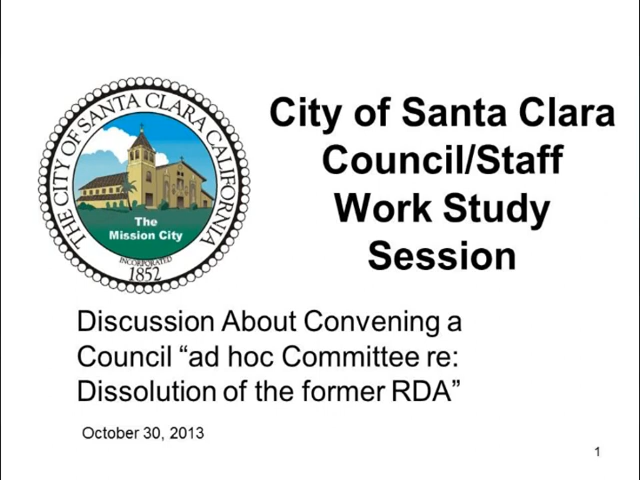 City of Santa Clara
Council/Staff
Work Study
Session
THE CITY OF SANTA CLARA CALIFORNIA
The
Mission City
INCORPORATED
1852
Discussion About Convening a
Council “ad hoc Committee re:
Dissolution of the former RDA”
October 30, 2013
1